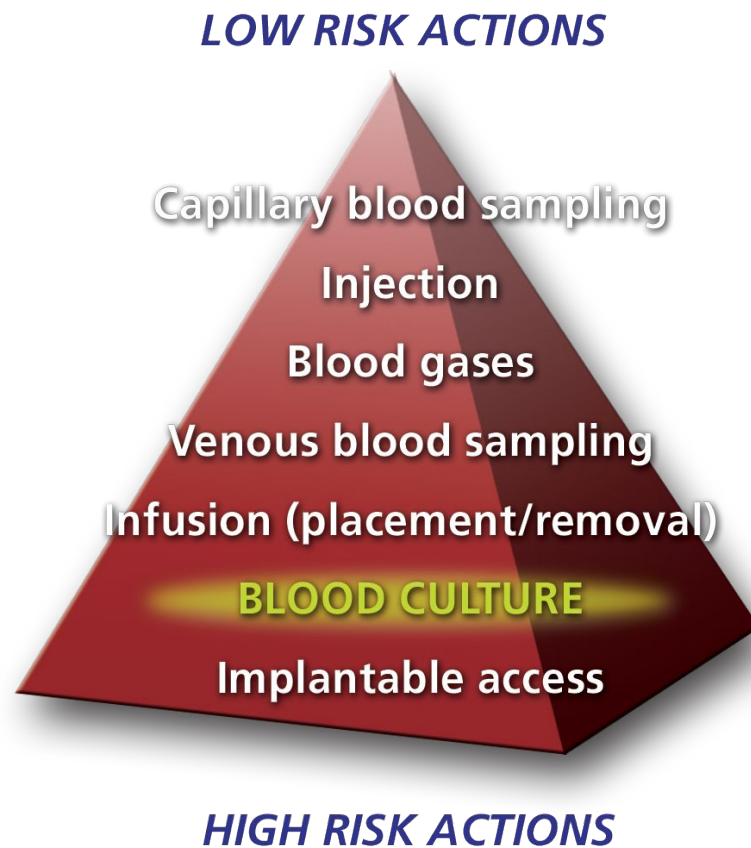 LOW RISK ACTIONS
Capillary blood sampling
Injection
Blood gases
Venous blood sampling
Infusion (placement/removal)
BLOOD CULTURE
Implantable access
HIGH RISK ACTIONS